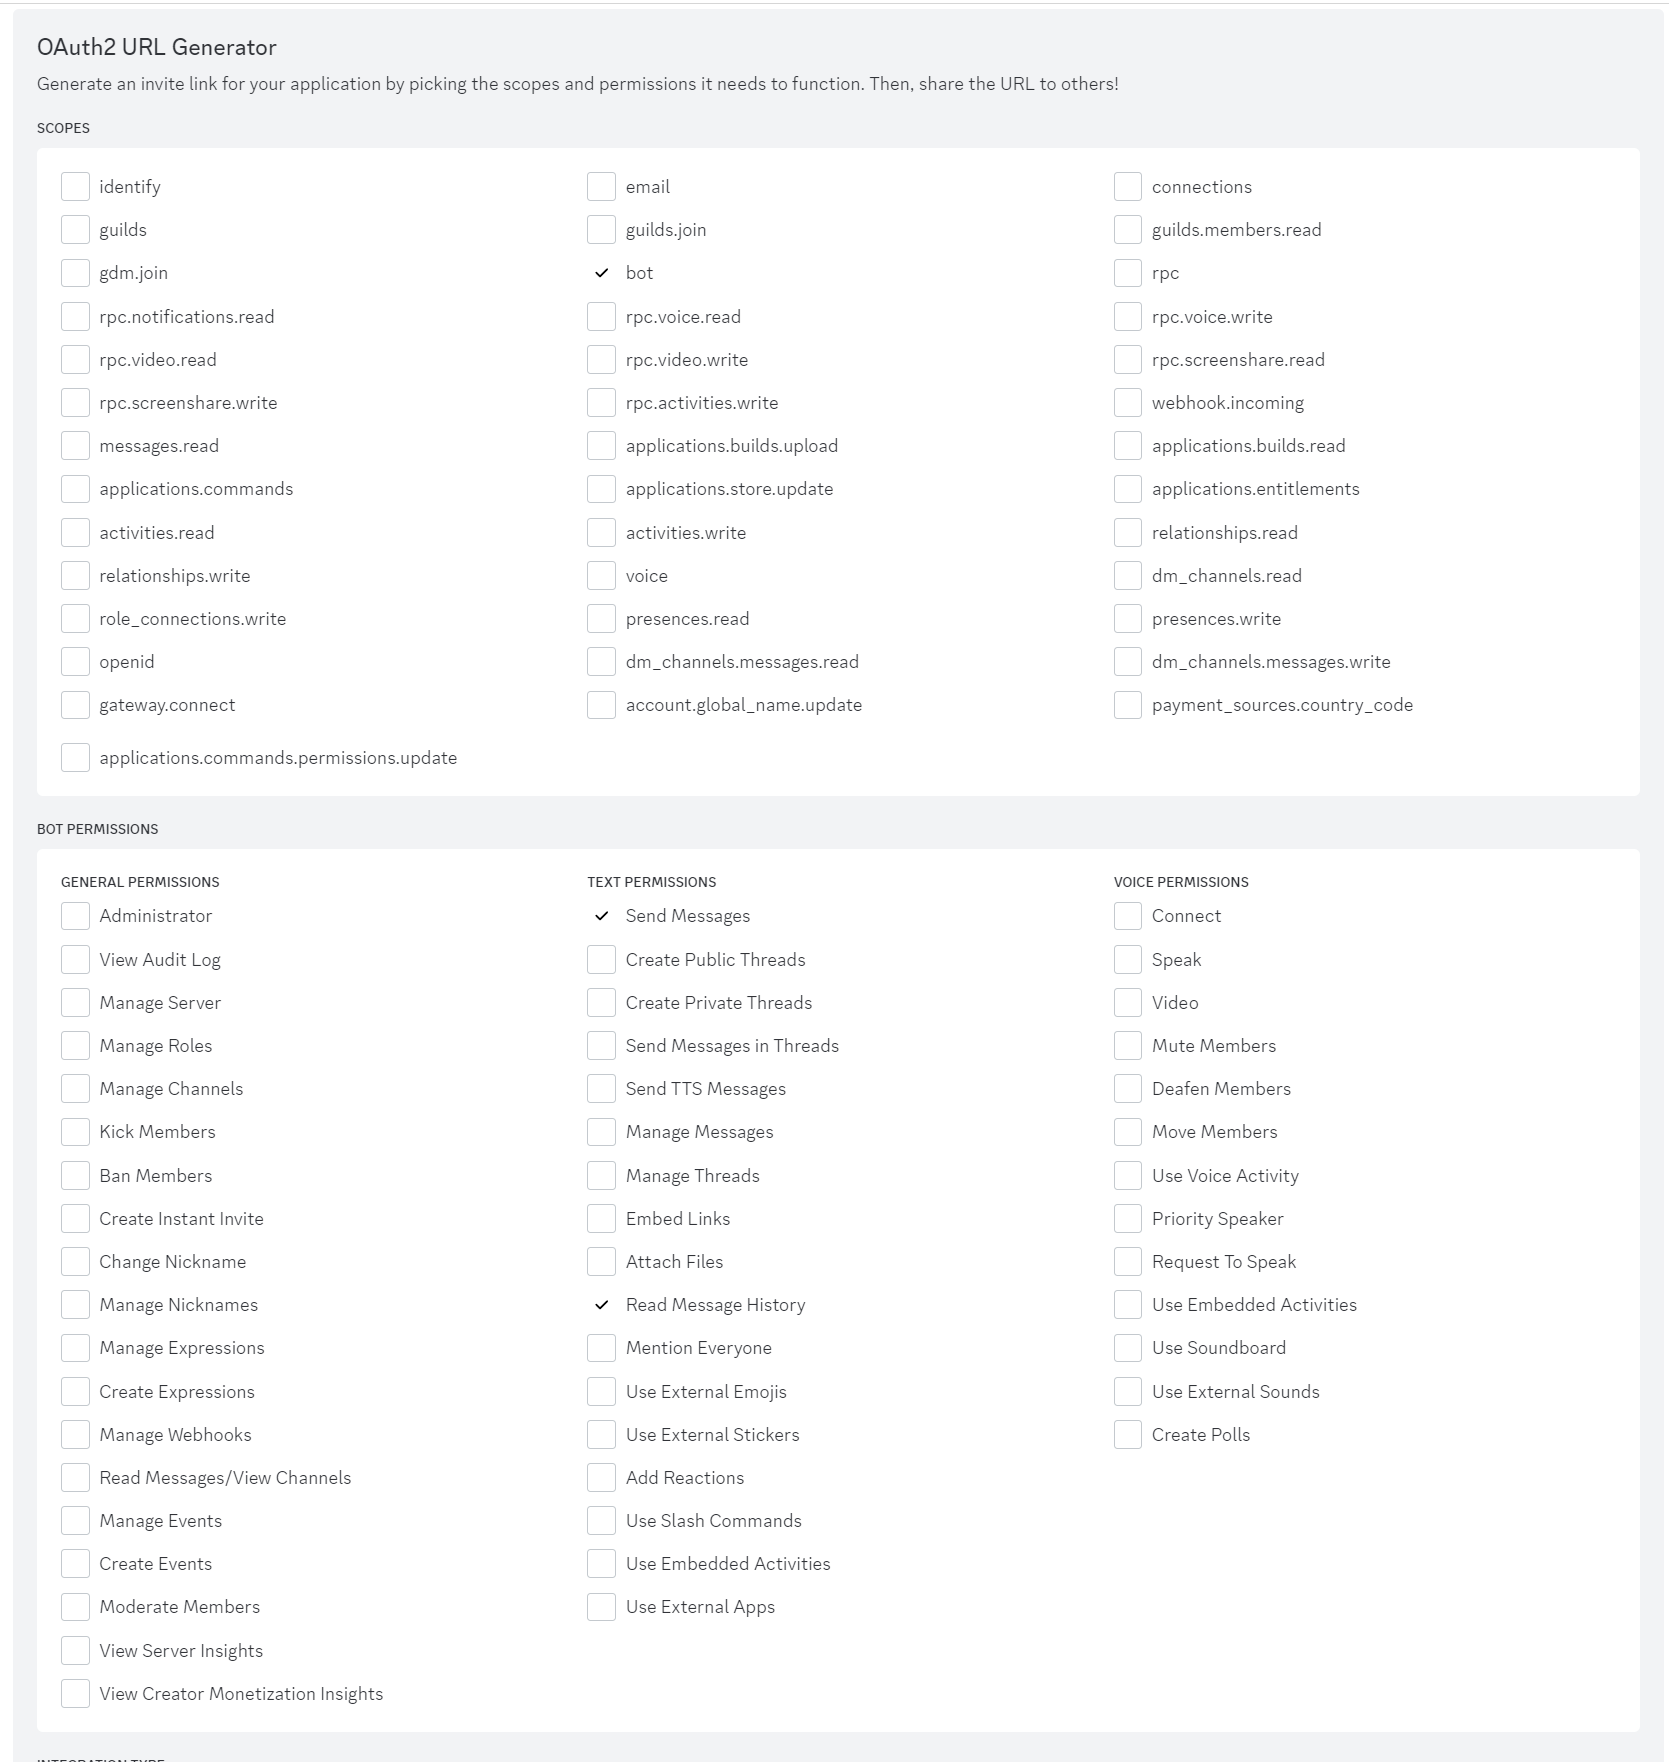 OAuth2 URL Generator
Generate an invite link for your application by picking the scopes and permissions it needs to function. Then, share the URL to others!
SCOPES
identify email connections
guilds guilds.join guilds.members.read
gdm.join bot rpc
rpc.notifications.read rpc.voice.read rpc.voice.write
rpc.video.read rpc.video.write rpc.screenshare.read
rpc.screenshare.write rpc.activities.write webhook.incoming
messages.read applications.builds.upload applications.builds.read
applications.commands applications.store.update applications.entitlements
activities.read activities.write relationships.read
relationships.write voice dm_channels.read
role_connections.write presences.read presences.write
openid dm_channels.messages.read dm_channels.messages.write
gateway.connect account.global_name.update payment_sources.country_code
applications.commands.permissions.update
BOT PERMISSIONS
GENERAL PERMISSIONS
Administrator
View Audit Log
Manage Server
Manage Roles
Manage Channels
Kick Members
Ban Members
Create Instant Invite
Change Nickname
Manage Nicknames
Manage Expressions
Create Expressions
Manage Webhooks
Read Messages/View Channels
Manage Events
Create Events
Moderate Members
View Server Insights
View Creator Monetization Insights
TEXT PERMISSIONS
Send Messages
Create Public Threads
Create Private Threads
Send Messages in Threads
Send TTS Messages
Manage Messages
Manage Threads
Embed Links
Attach Files
Read Message History
Mention Everyone
Use External Emojis
Use External Stickers
Add Reactions
Use Slash Commands
Use Embedded Activities
Use External Apps
VOICE PERMISSIONS
Connect
Speak
Video
Mute Members
Deafen Members
Move Members
Use Voice Activity
Priority Speaker
Request To Speak
Use Embedded Activities
Use Soundboard
Use External Sounds
Create Polls
INTEGRATION TYPE